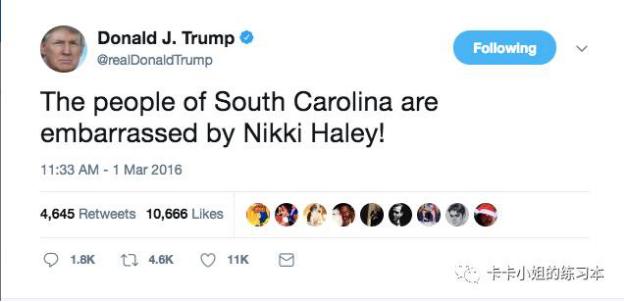 Donald J. Trump
Following
@realDonaldTrump
The people of South Carolina are
embarrassed by Nikki Haley!
11:33 AM - 1 Mar 2016
4,645 Retweets 10,666 Likes
1.8K 4.6K 11K
卡卡小姐的练习本